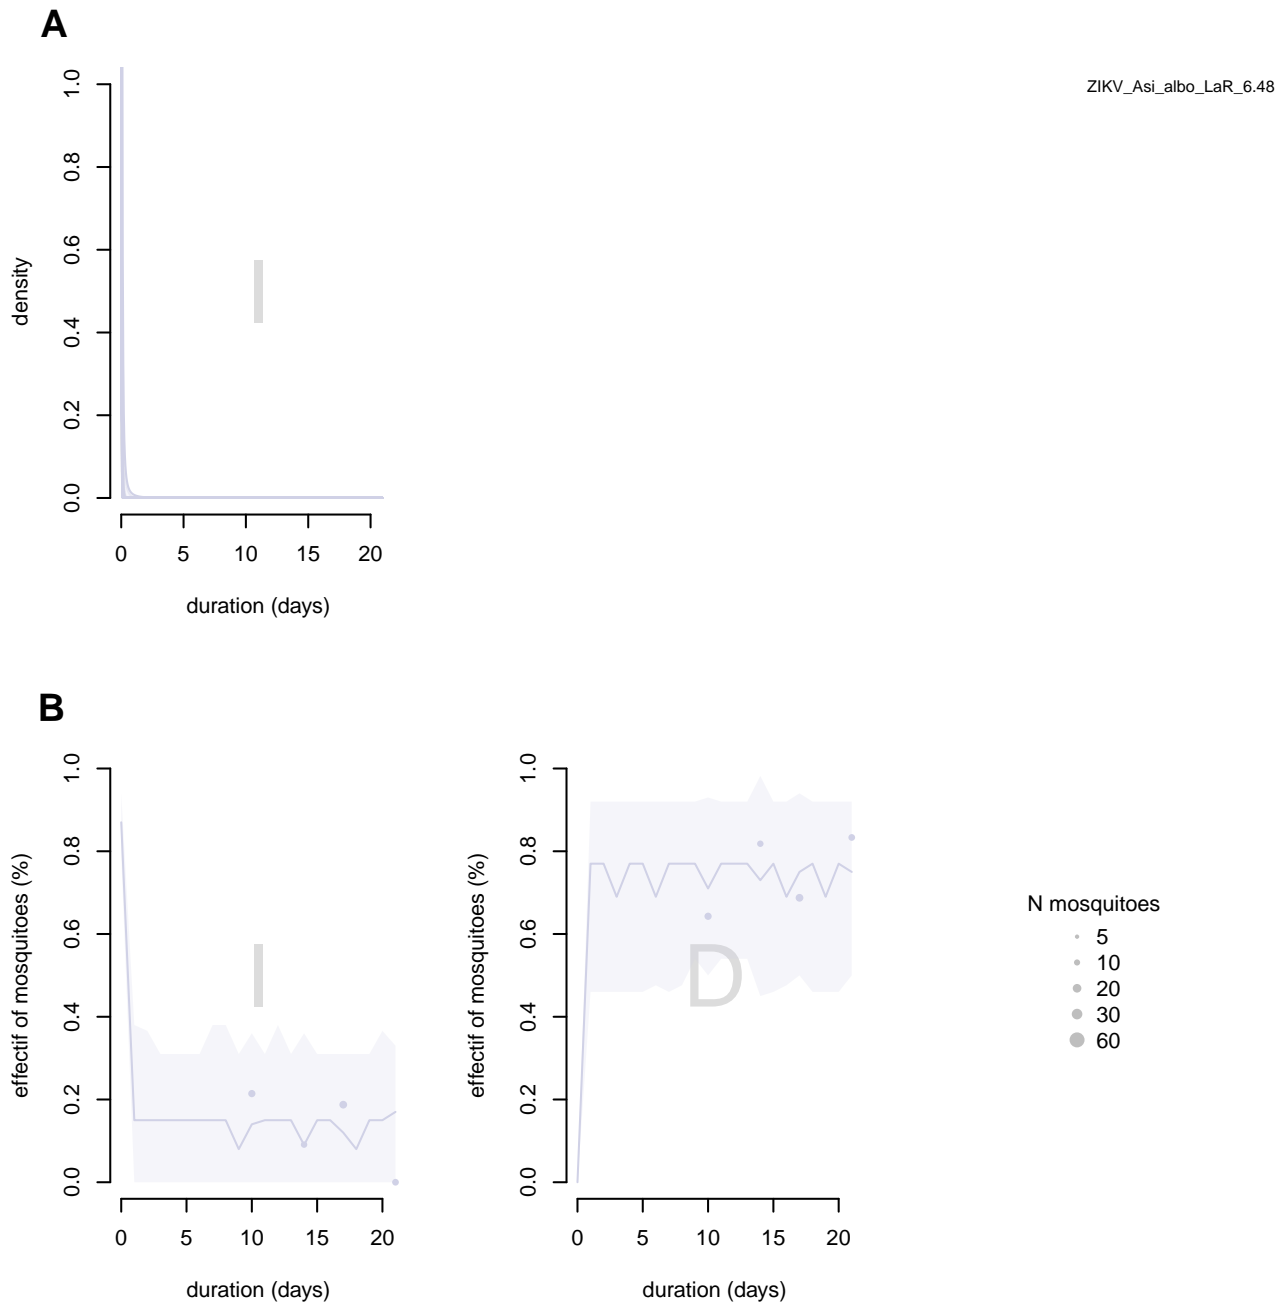 A
ZIKV_Asi_albo_LaR_6.48
density
1.0
0.8
0.6
0.4
0.2
0.0
I
0 5 10 15 20
duration (days)
B
effectif of mosquitoes (%)
1.0
0.8
0.6
0.4
0.2
0.0
I
0 5 10 15 20
duration (days)
effectif of mosquitoes (%)
1.0
0.8
0.6
0.4
0.2
0.0
D
0 5 10 15 20
duration (days)
N mosquitoes
5
10
20
30
60